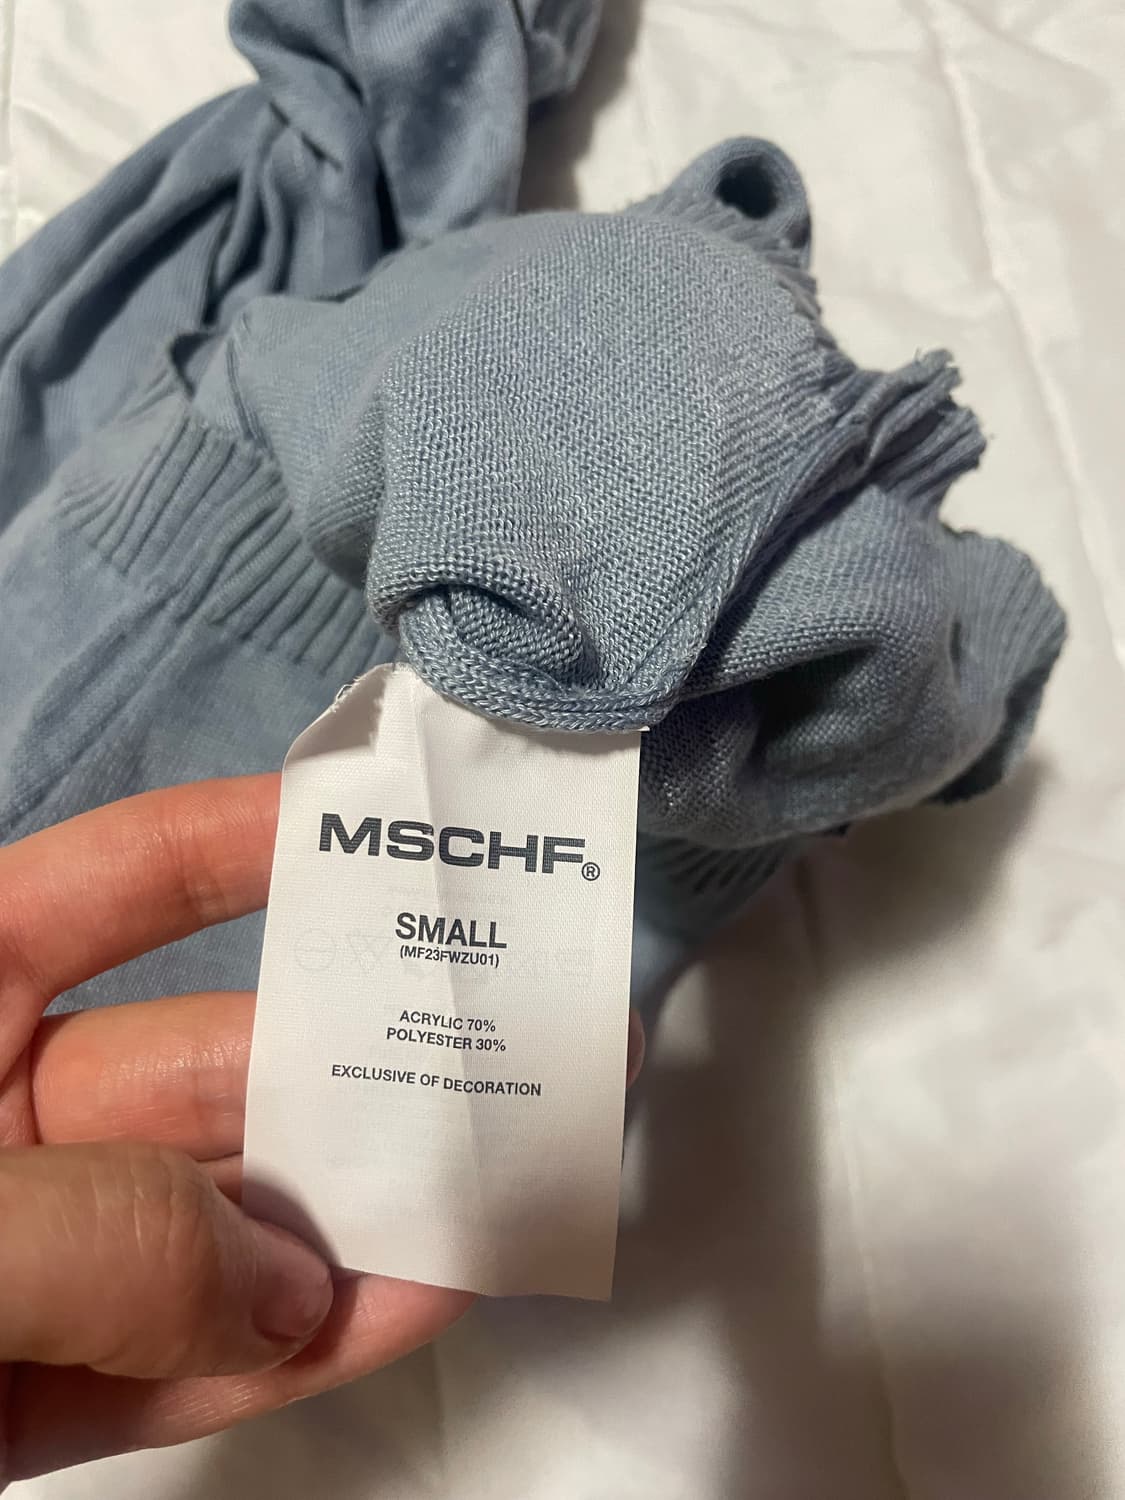 MSCHF®
SMALL
(MF23FWZU01)
ACRYLIC 70%
POLYESTER 30%
EXCLUSIVE OF DECORATION